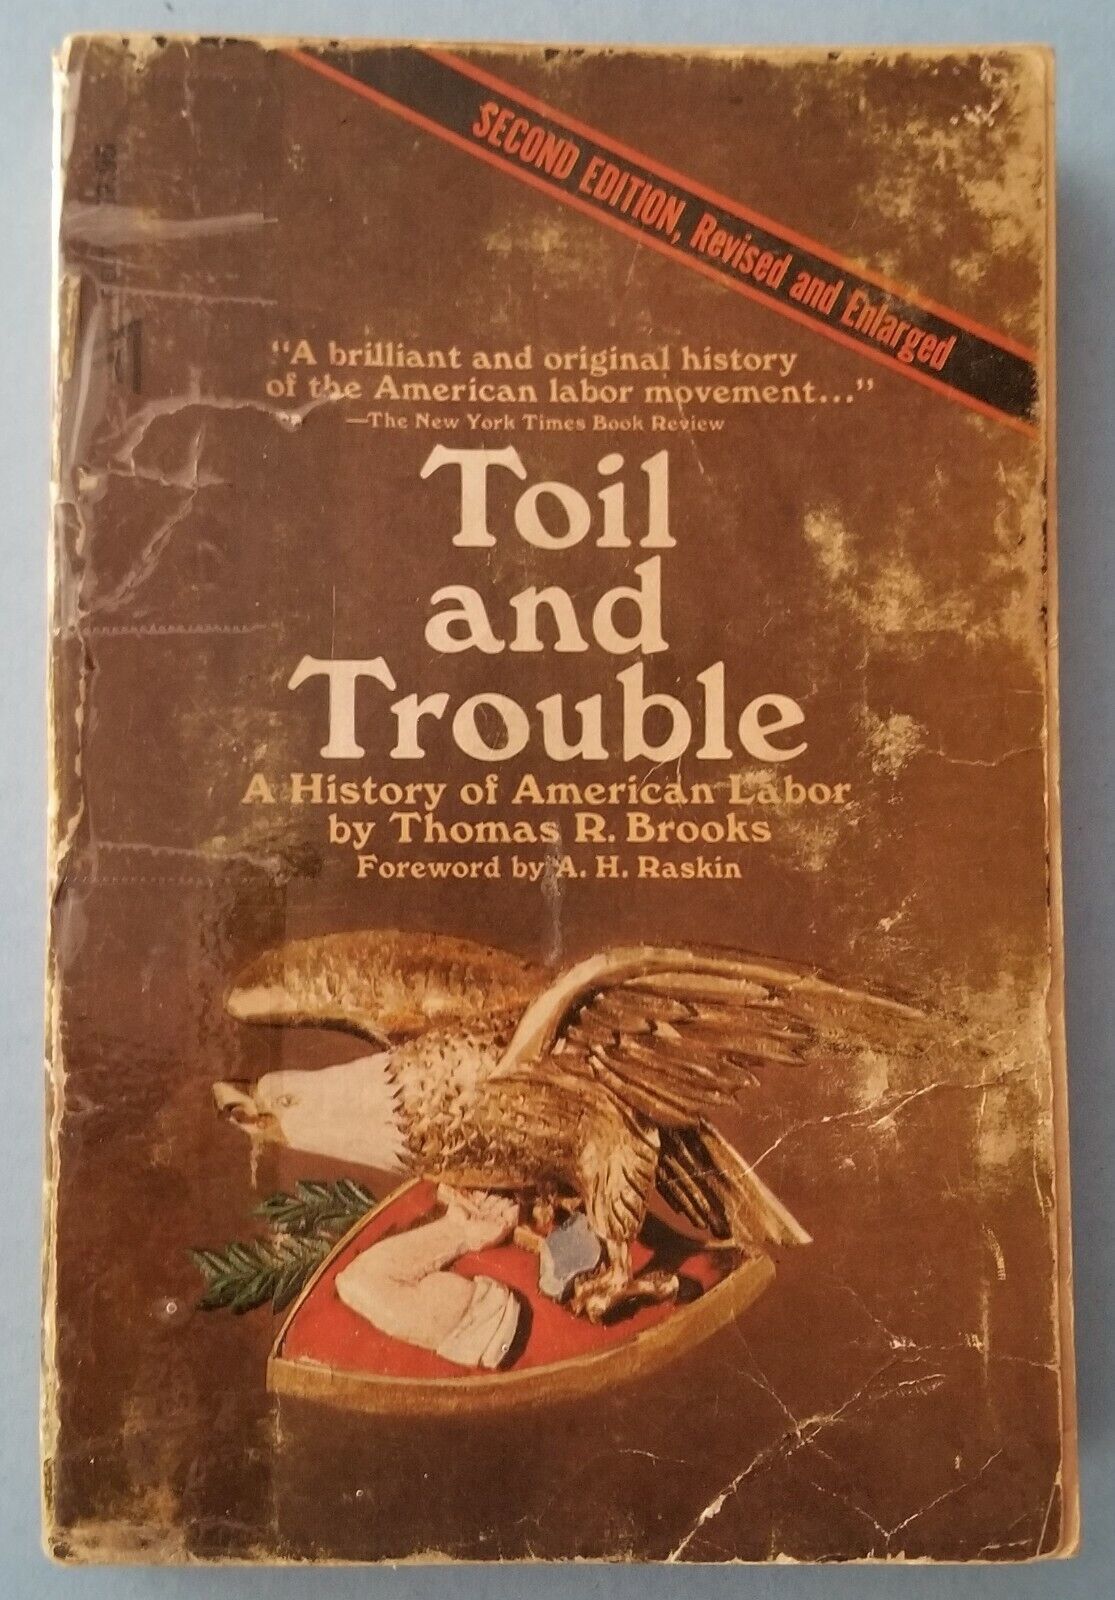 SECOND EDITION, Revised and Enlarged
"A brilliant and original history
of the American labor movement..."
—The New York Times Book Review
Toil
and
Trouble
A History of American Labor
by Thomas R. Brooks
Foreword by A. H. Raskin